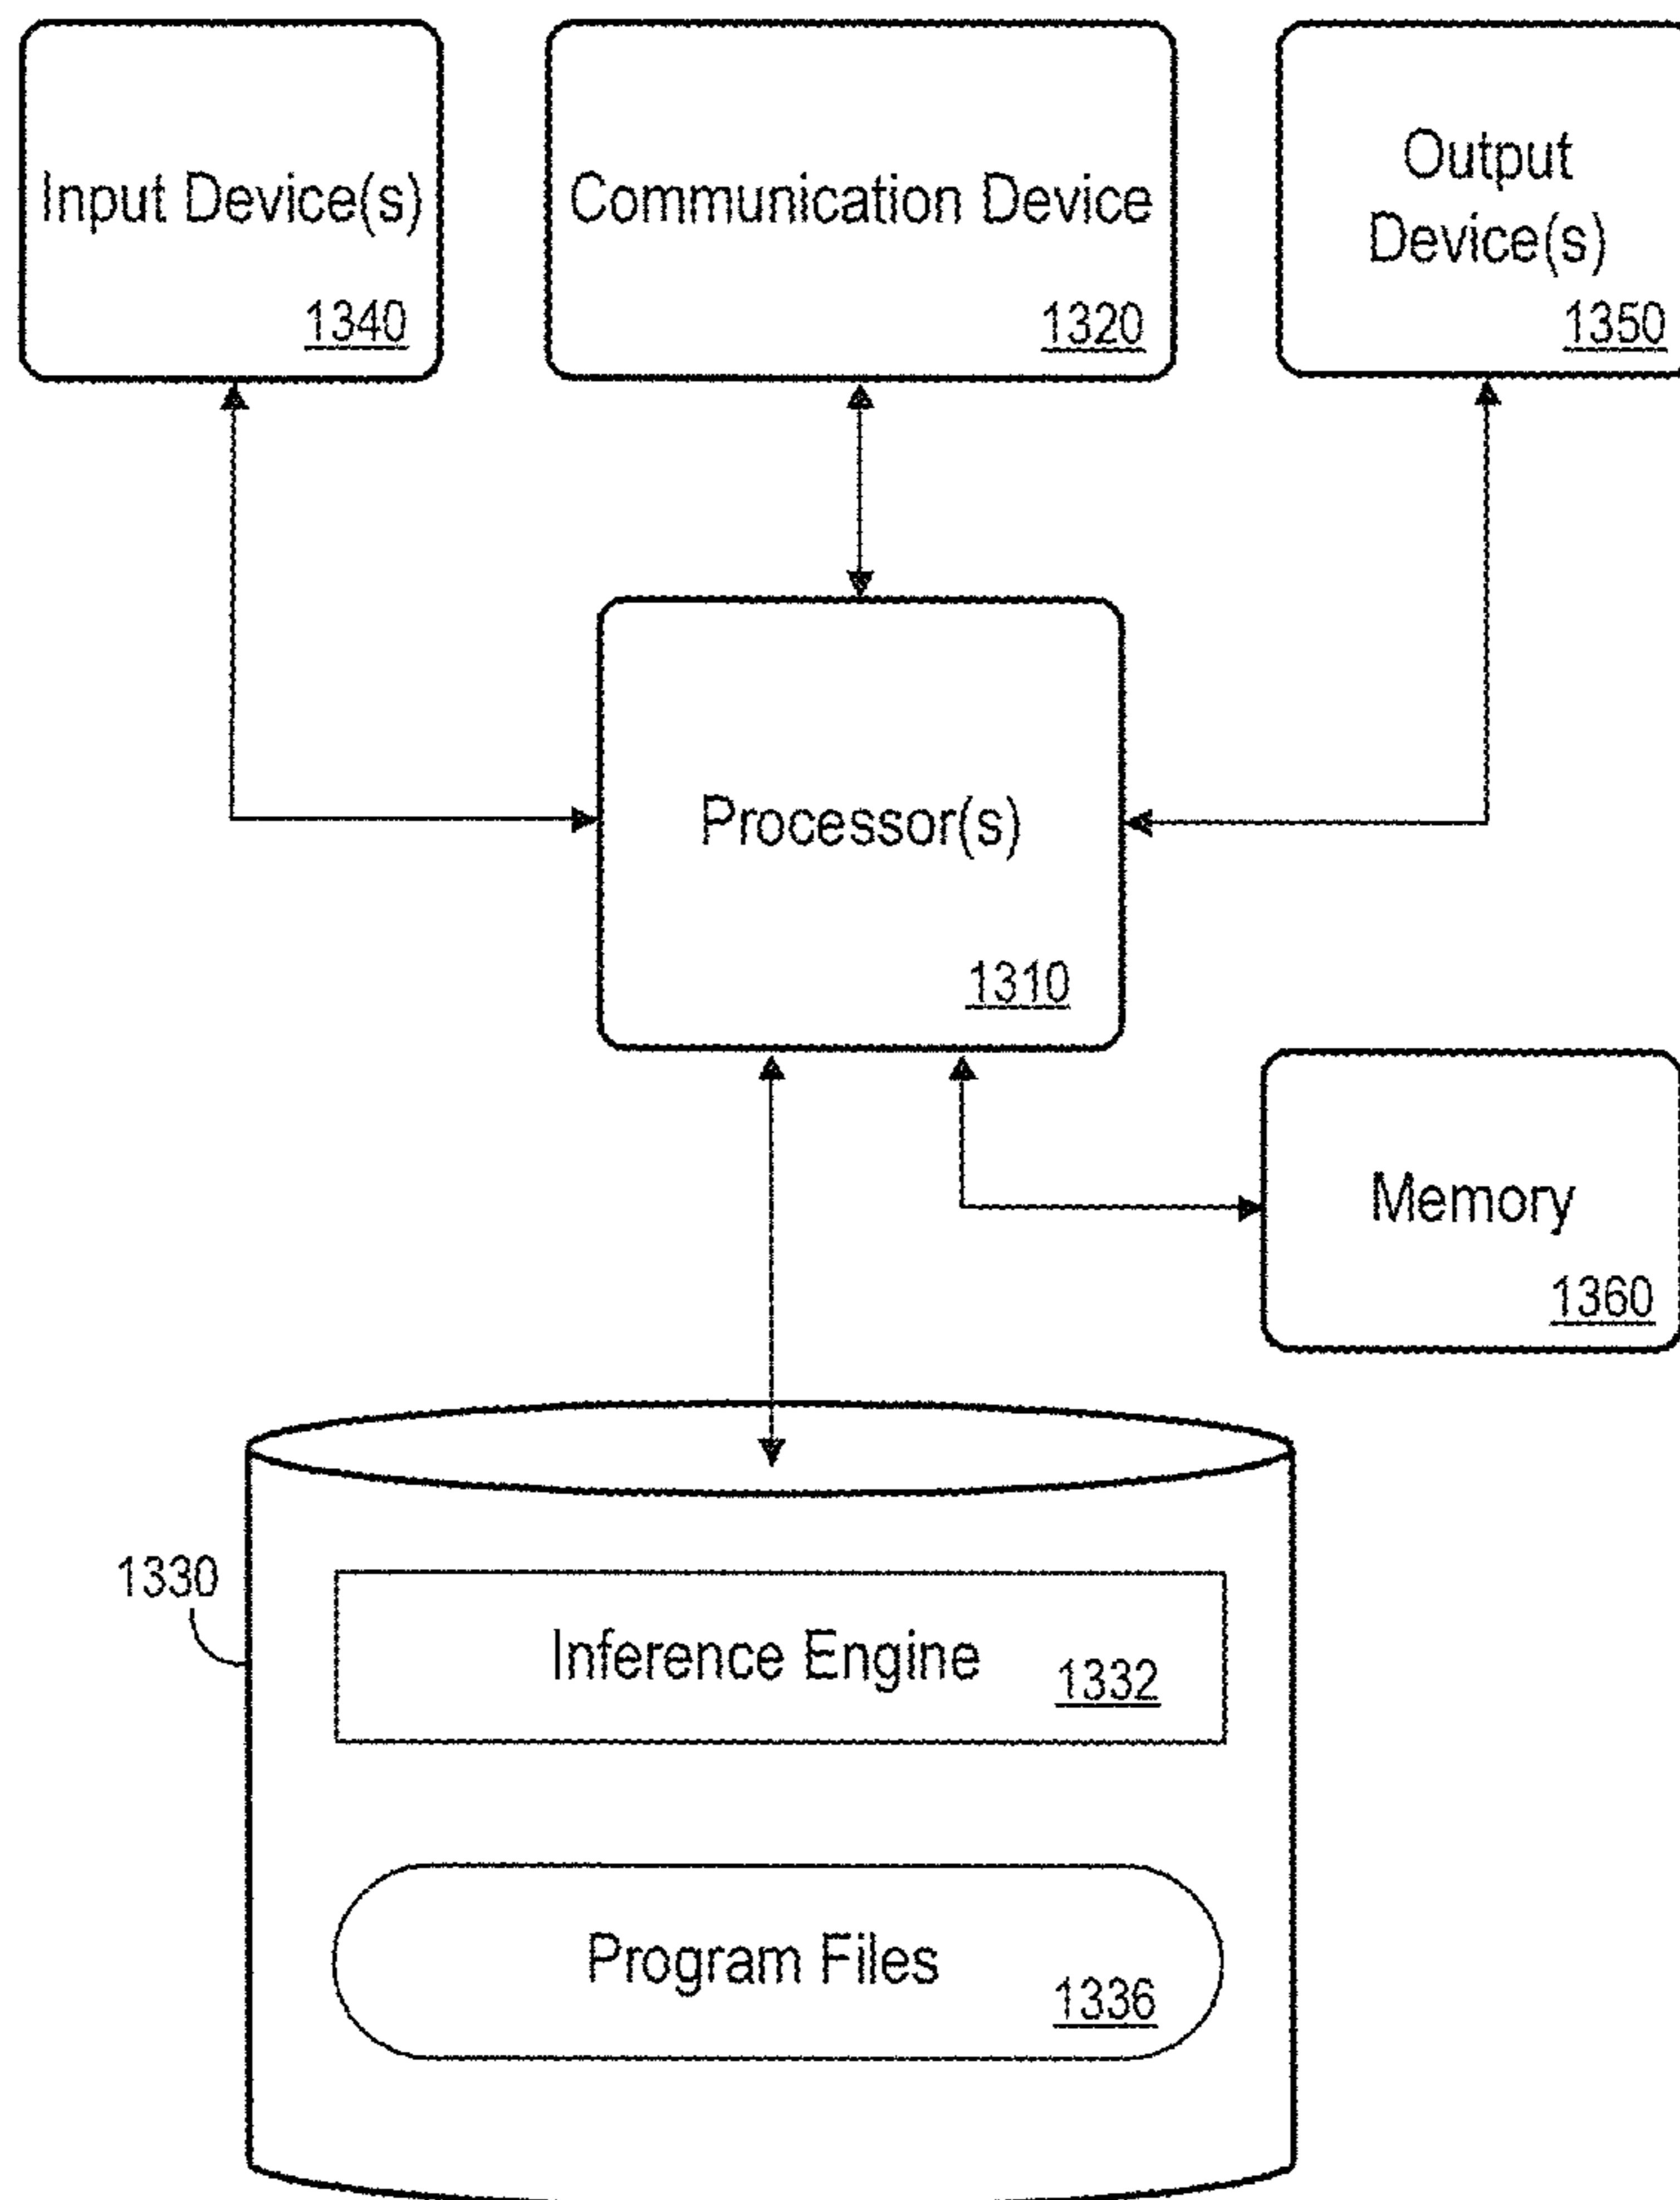 Input Device(s)
1340
Communication Device
1320
Output
Device(s)
1350
Processor(s)
1310
Memory
1360
1330
Inference Engine
1332
Program Files
1336